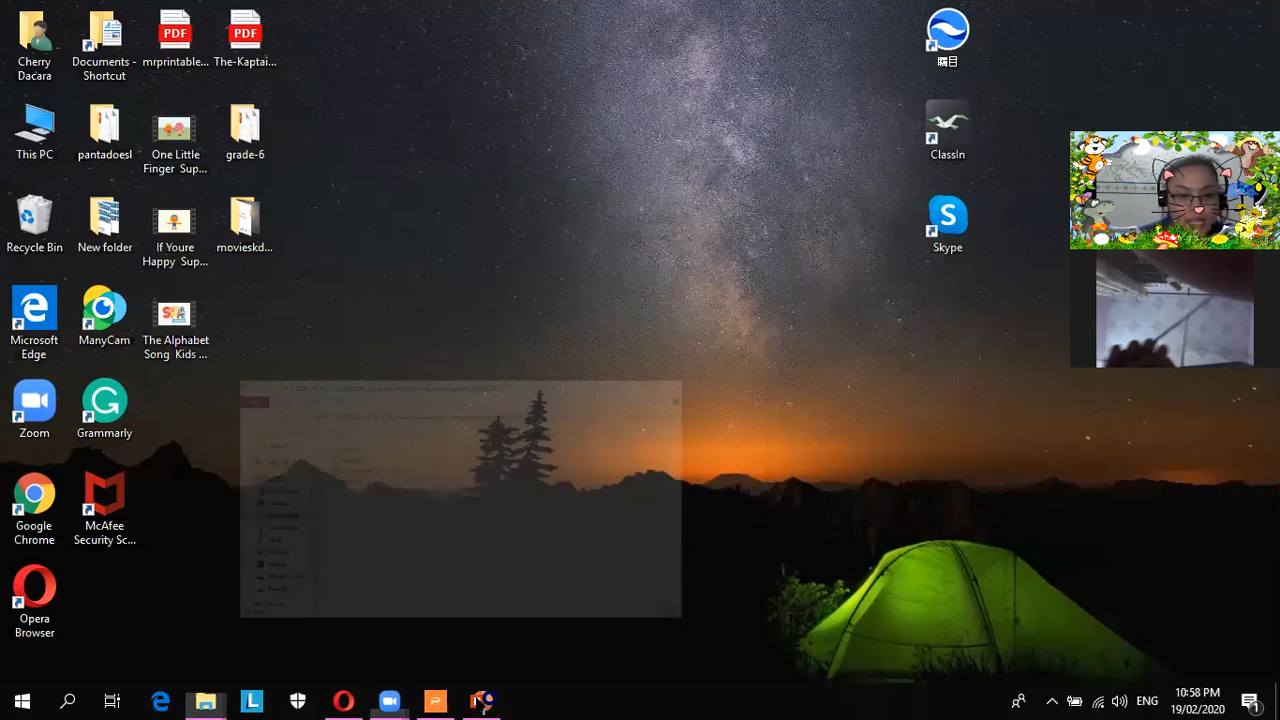 Cherry
Dacara
Documents -
Shortcut
PDF
mrprintable...
PDF
The-Kaptai...
This PC
pantadoesl
One Little
Finger Sup...
grade-6
ClassIn
Recycle Bin
New folder
If Youre
Happy Sup...
movieskd...
S
Skype
Microsoft
Edge
ManyCam
The Alphabet
Song Kids ...
Zoom
Grammarly
Google
Chrome
McAfee
Security Sc...
Opera
Browser
L
P
ENG
10:58 PM
19/02/2020
1